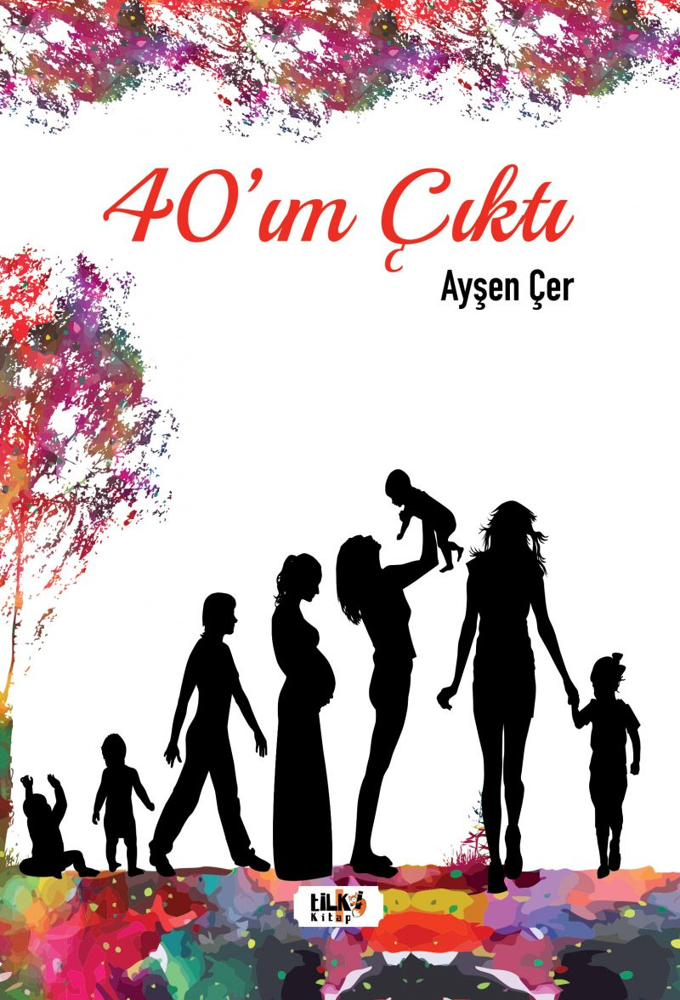 40'ım Çıktı
Ayşen Çer
tilki
Kitap